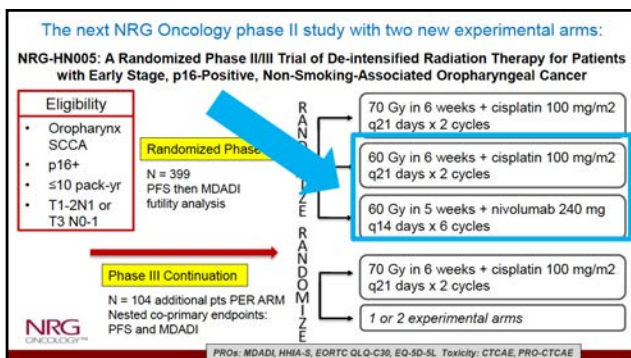 The next NRG Oncology phase II study with two new experimental arms:
NRG-HN005: A Randomized Phase II/III Trial of De-intensified Radiation Therapy for Patients
with Early Stage, p16-Positive, Non-Smoking-Associated Oropharyngeal Cancer
Eligibility
• Oropharynx
SCCA
• p16+
• ≤10 pack-yr
• T1-2N1 or
T3 N0-1
Randomized Phase
N = 399
PFS then MDADI
futility analysis
R
A
N
D
I
Z
E
70 Gy in 6 weeks + cisplatin 100 mg/m2
q21 days x 2 cycles
60 Gy in 6 weeks + cisplatin 100 mg/m2
q21 days x 2 cycles
60 Gy in 5 weeks + nivolumab 240 mg
q14 days x 6 cycles
Phase III Continuation
N = 104 additional pts PER ARM
Nested co-primary endpoints:
PFS and MDADI
R
A
N
D
O
M
I
Z
E
70 Gy in 6 weeks + cisplatin 100 mg/m2
q21 days x 2 cycles
1 or 2 experimental arms
NRG
ONCOLOGY™
PROs: MDADI, HHIA-S, EORTC QLQ-C30, EQ-5D-5L Toxicity: CTCAE, PRO-CTCAE